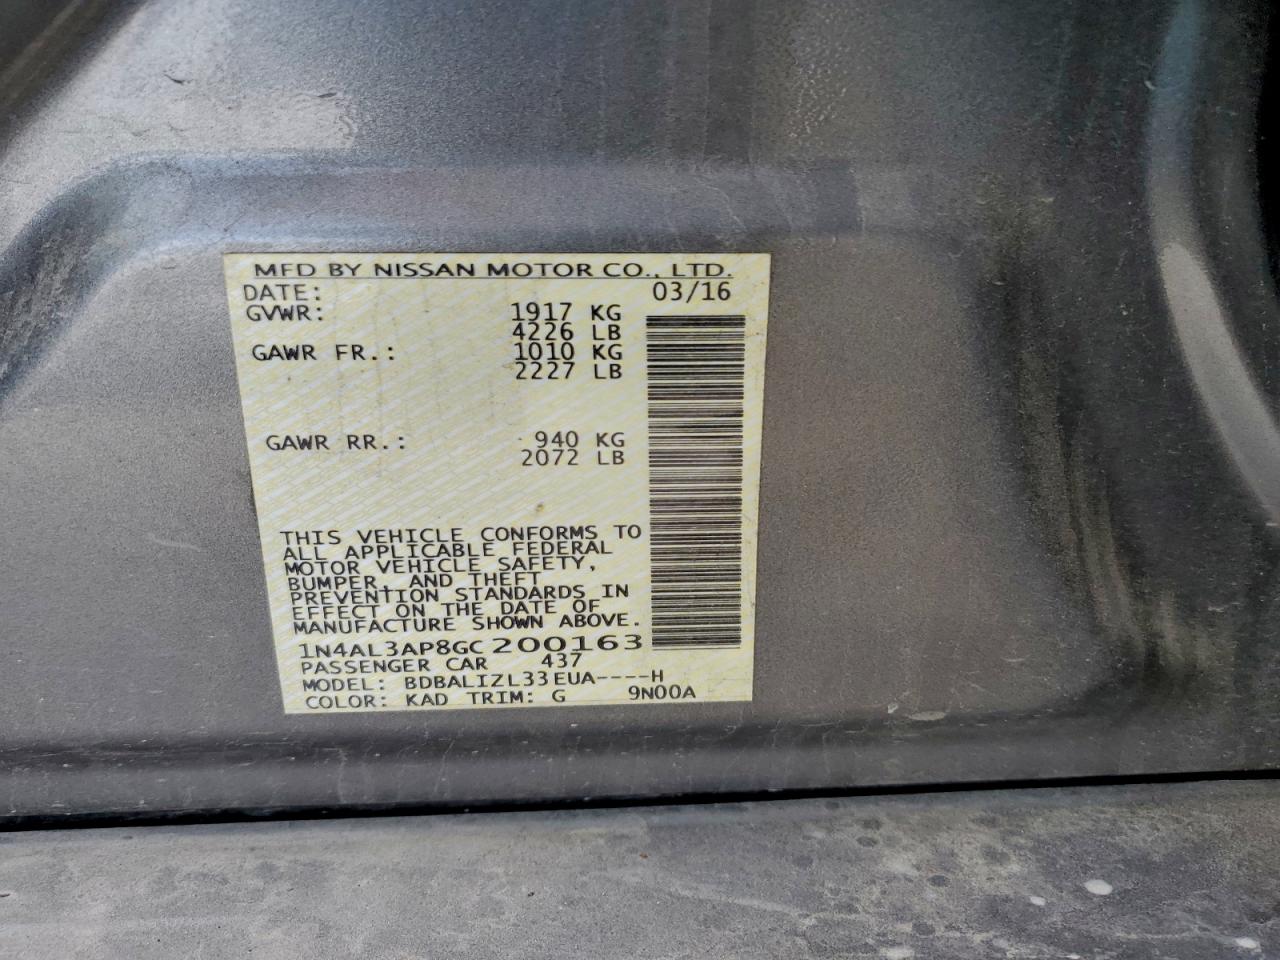 MFD BY NISSAN MOTOR CO., LTD.
DATE: 03/16
GVWR: 1917 KG
4226 LB
GAWR FR.: 1010 KG
2227 LB
GAWR RR.: 940 KG
2072 LB
THIS VEHICLE CONFORMS TO
ALL APPLICABLE FEDERAL
MOTOR VEHICLE SAFETY,
BUMPER, AND THEFT
PREVENTION STANDARDS IN
EFFECT ON THE DATE OF
MANUFACTURE SHOWN ABOVE.
1N4AL3AP8GC200163
PASSENGER CAR 437
MODEL: BDBALIZL33EUA----H
COLOR: KAD TRIM: G 9N00A